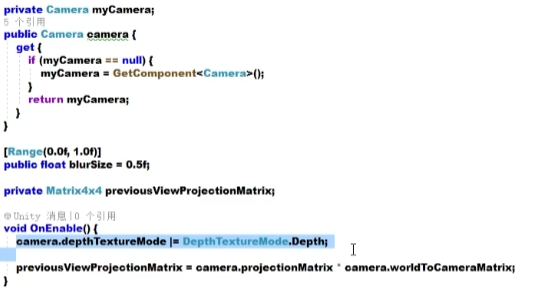 private Camera myCamera;
5 个引用
public Camera camera {
get {
if (myCamera == null) {
myCamera = GetComponent<Camera>();
}
return myCamera;
}
}
[Range(0.0f, 1.0f)]
public float blurSize = 0.5f;
private Matrix4x4 previousViewProjectionMatrix;
Unity 消息|0 个引用
void OnEnable() {
camera.depthTextureMode |= DepthTextureMode.Depth;
previousViewProjectionMatrix = camera.projectionMatrix * camera.worldToCameraMatrix;
}